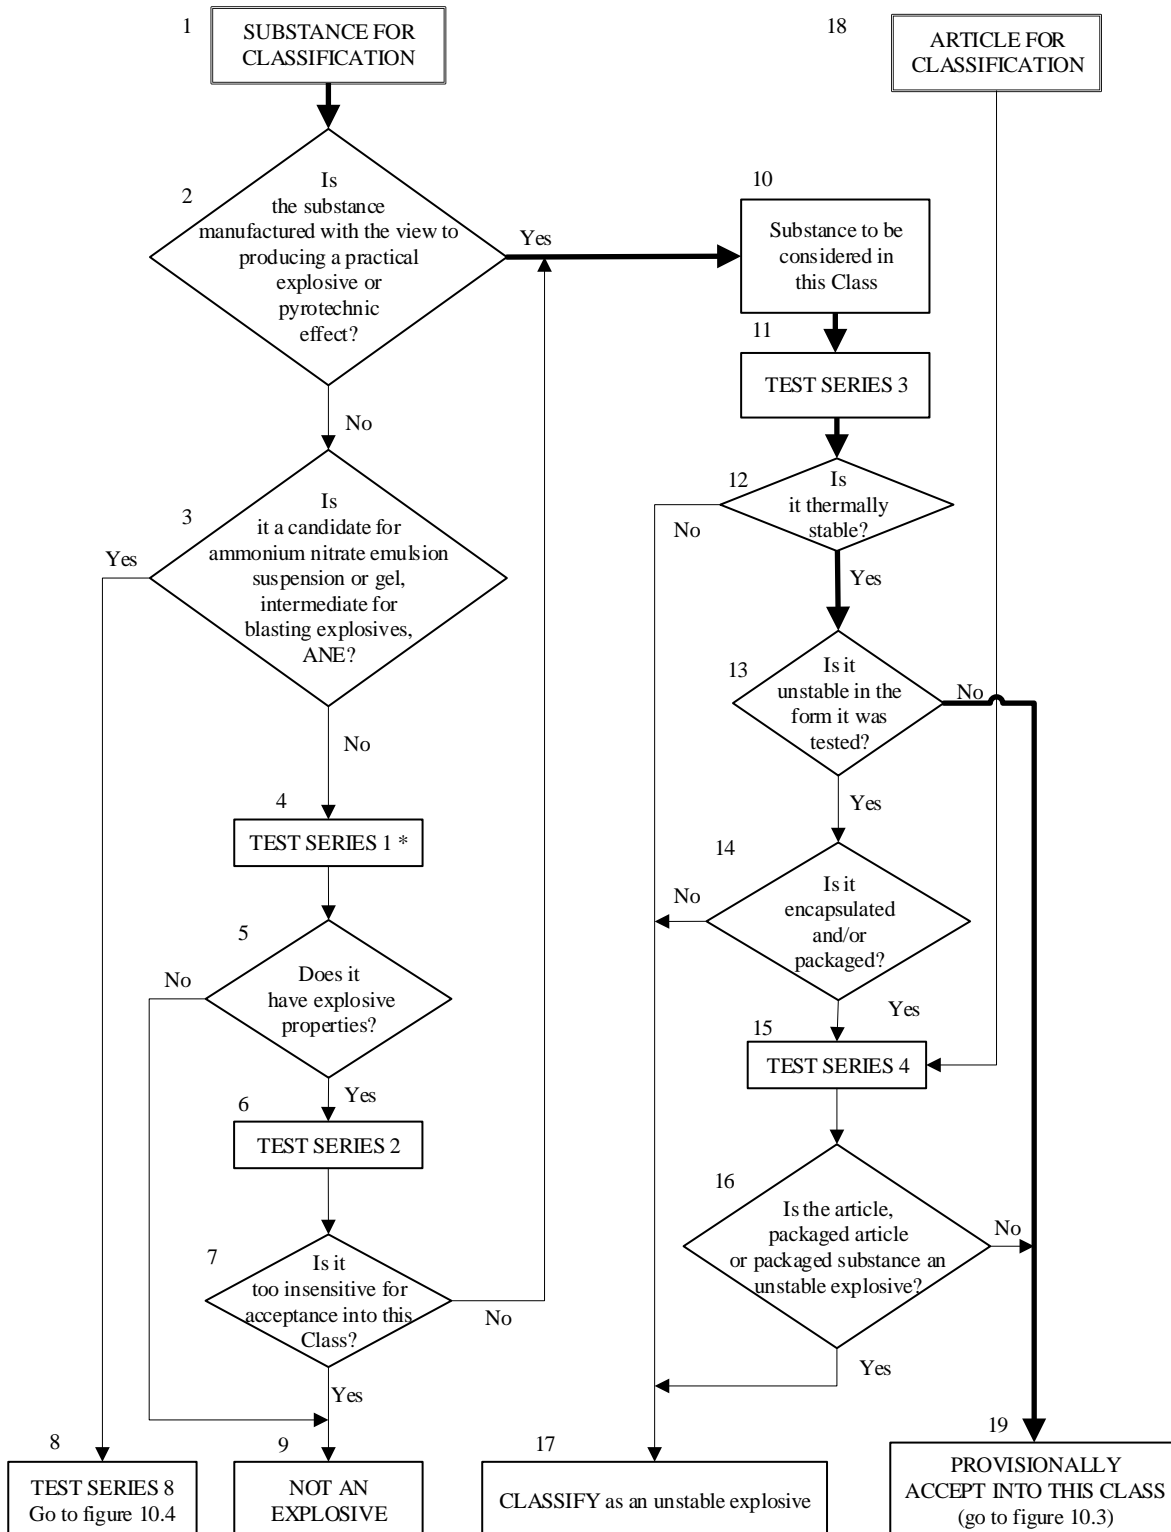 1
SUBSTANCE FOR
CLASSIFICATION
2
Is
the substance
manufactured with the view to
producing a practical
explosive or
pyrotechnic
effect?
Yes
No
3
Is
it a candidate for
ammonium nitrate emulsion
suspension or gel,
intermediate for
blasting explosives,
ANE?
Yes
No
4
TEST SERIES 1 *
5
Does it
have explosive
properties?
No
Yes
6
TEST SERIES 2
7
Is it
too insensitive for
acceptance into this
Class?
No
Yes
8
TEST SERIES 8
Go to figure 10.4
9
NOT AN
EXPLOSIVE
10
Substance to be
considered in
this Class
11
TEST SERIES 3
12
Is
it thermally
stable?
No
Yes
13
Is it
unstable in the
form it was
tested?
No
Yes
14
Is it
encapsulated
and/or
packaged?
No
Yes
15
TEST SERIES 4
16
Is the article,
packaged article
or packaged substance an
unstable explosive?
No
Yes
17
CLASSIFY as an unstable explosive
18
ARTICLE FOR
CLASSIFICATION
19
PROVISIONALLY
ACCEPT INTO THIS CLASS
(go to figure 10.3)